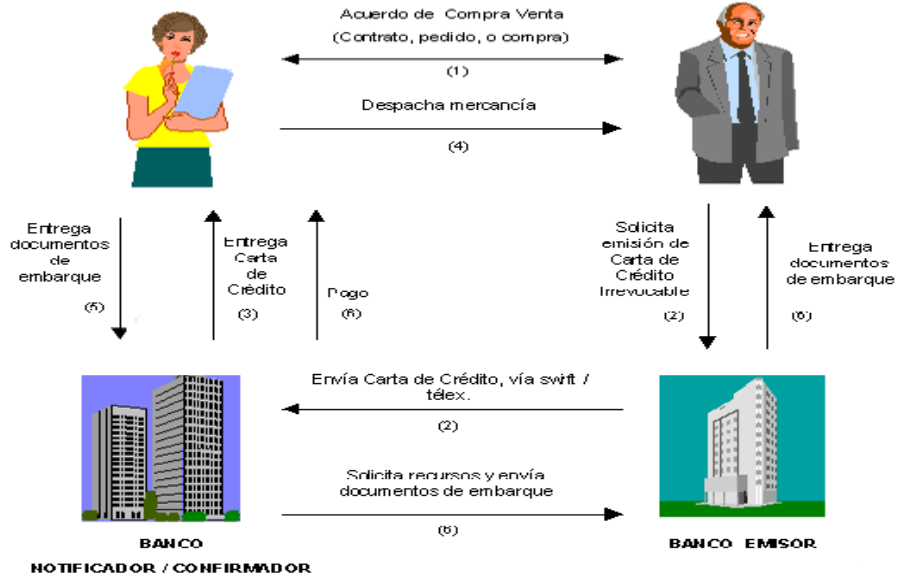 Acuerdo de Compra Venta
(Contrato, pedido, o compra)
(1)
Despacha mercancía
(4)
Entrega
documentos
de
embarque
(5)
Entrega
Carta
de
Crédito
(3)
Pago
(6)
Solicita
emisión de
Carta de
Crédito
Irrevocable
(2)
Entrega
documentos
de embarque
(6)
Envía Carta de Crédito, vía swift /
télex.
(2)
Solicita recursos y envía
documentos de embarque
(6)
BANCO
NOTIFICADOR / CONFIRMADOR
BANCO EMISOR